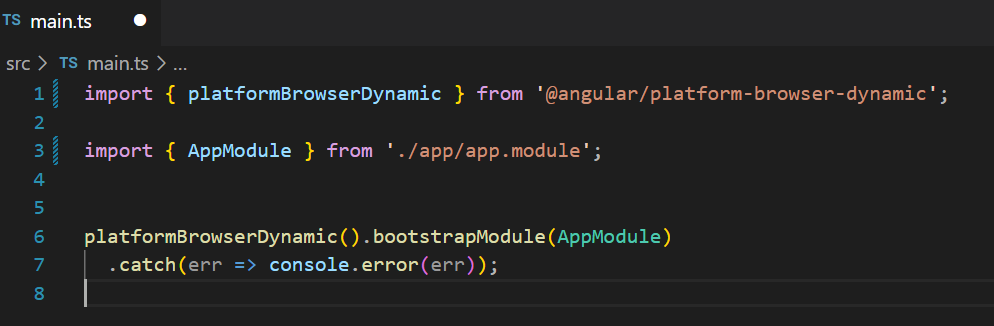 TS main.ts
src > TS main.ts > ...
1 import { platformBrowserDynamic } from '@angular/platform-browser-dynamic';
2
3 import { AppModule } from './app/app.module';
4
5
6 platformBrowserDynamic().bootstrapModule(AppModule)
7   .catch(err => console.error(err));
8